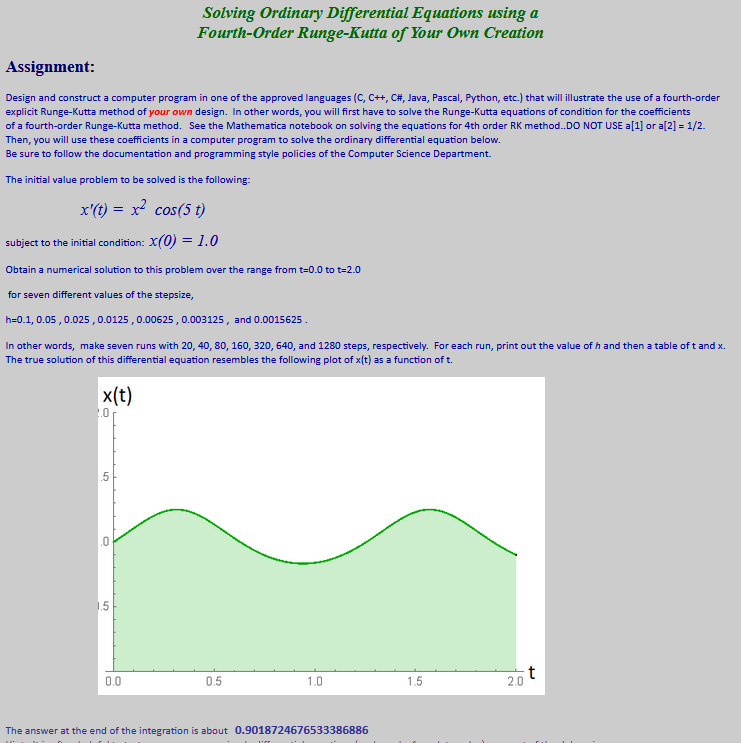 Solving Ordinary Differential Equations using a
Fourth-Order Runge-Kutta of Your Own Creation
Assignment:
Design and construct a computer program in one of the approved languages (C, C++, C#, Java, Pascal, Python, etc.) that will illustrate the use of a fourth-order
explicit Runge-Kutta method of your own design. In other words, you will first have to solve the Runge-Kutta equations of condition for the coefficients
of a fourth-order Runge-Kutta method. See the Mathematica notebook on solving the equations for 4th order RK method..DO NOT USE a[1] or a[2] = 1/2.
Then, you will use these coefficients in a computer program to solve the ordinary differential equation below.
Be sure to follow the documentation and programming style policies of the Computer Science Department.
The initial value problem to be solved is the following:
x'(t) = x² cos(5 t)
subject to the initial condition: x(0) = 1.0
Obtain a numerical solution to this problem over the range from t=0.0 to t=2.0
for seven different values of the stepsize,
h=0.1, 0.05 , 0.025 , 0.0125 , 0.00625 , 0.003125 , and 0.0015625 .
In other words, make seven runs with 20, 40, 80, 160, 320, 640, and 1280 steps, respectively. For each run, print out the value of h and then a table of t and x.
The true solution of this differential equation resembles the following plot of x(t) as a function of t.
x(t)
.0
.5
.0
.5
0.0 0.5 1.0 1.5 2.0 t
The answer at the end of the integration is about 0.9018724676533386886